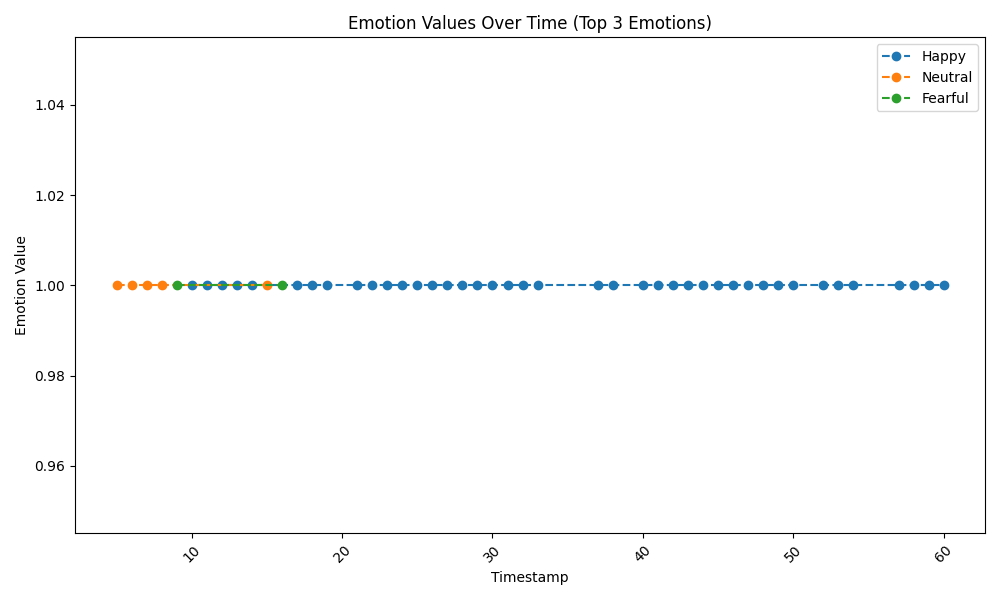 Emotion Values Over Time (Top 3 Emotions)
Happy
Neutral
Fearful
Emotion Value
1.04
1.02
1.00
0.98
0.96
10
20
30
40
50
60
Timestamp